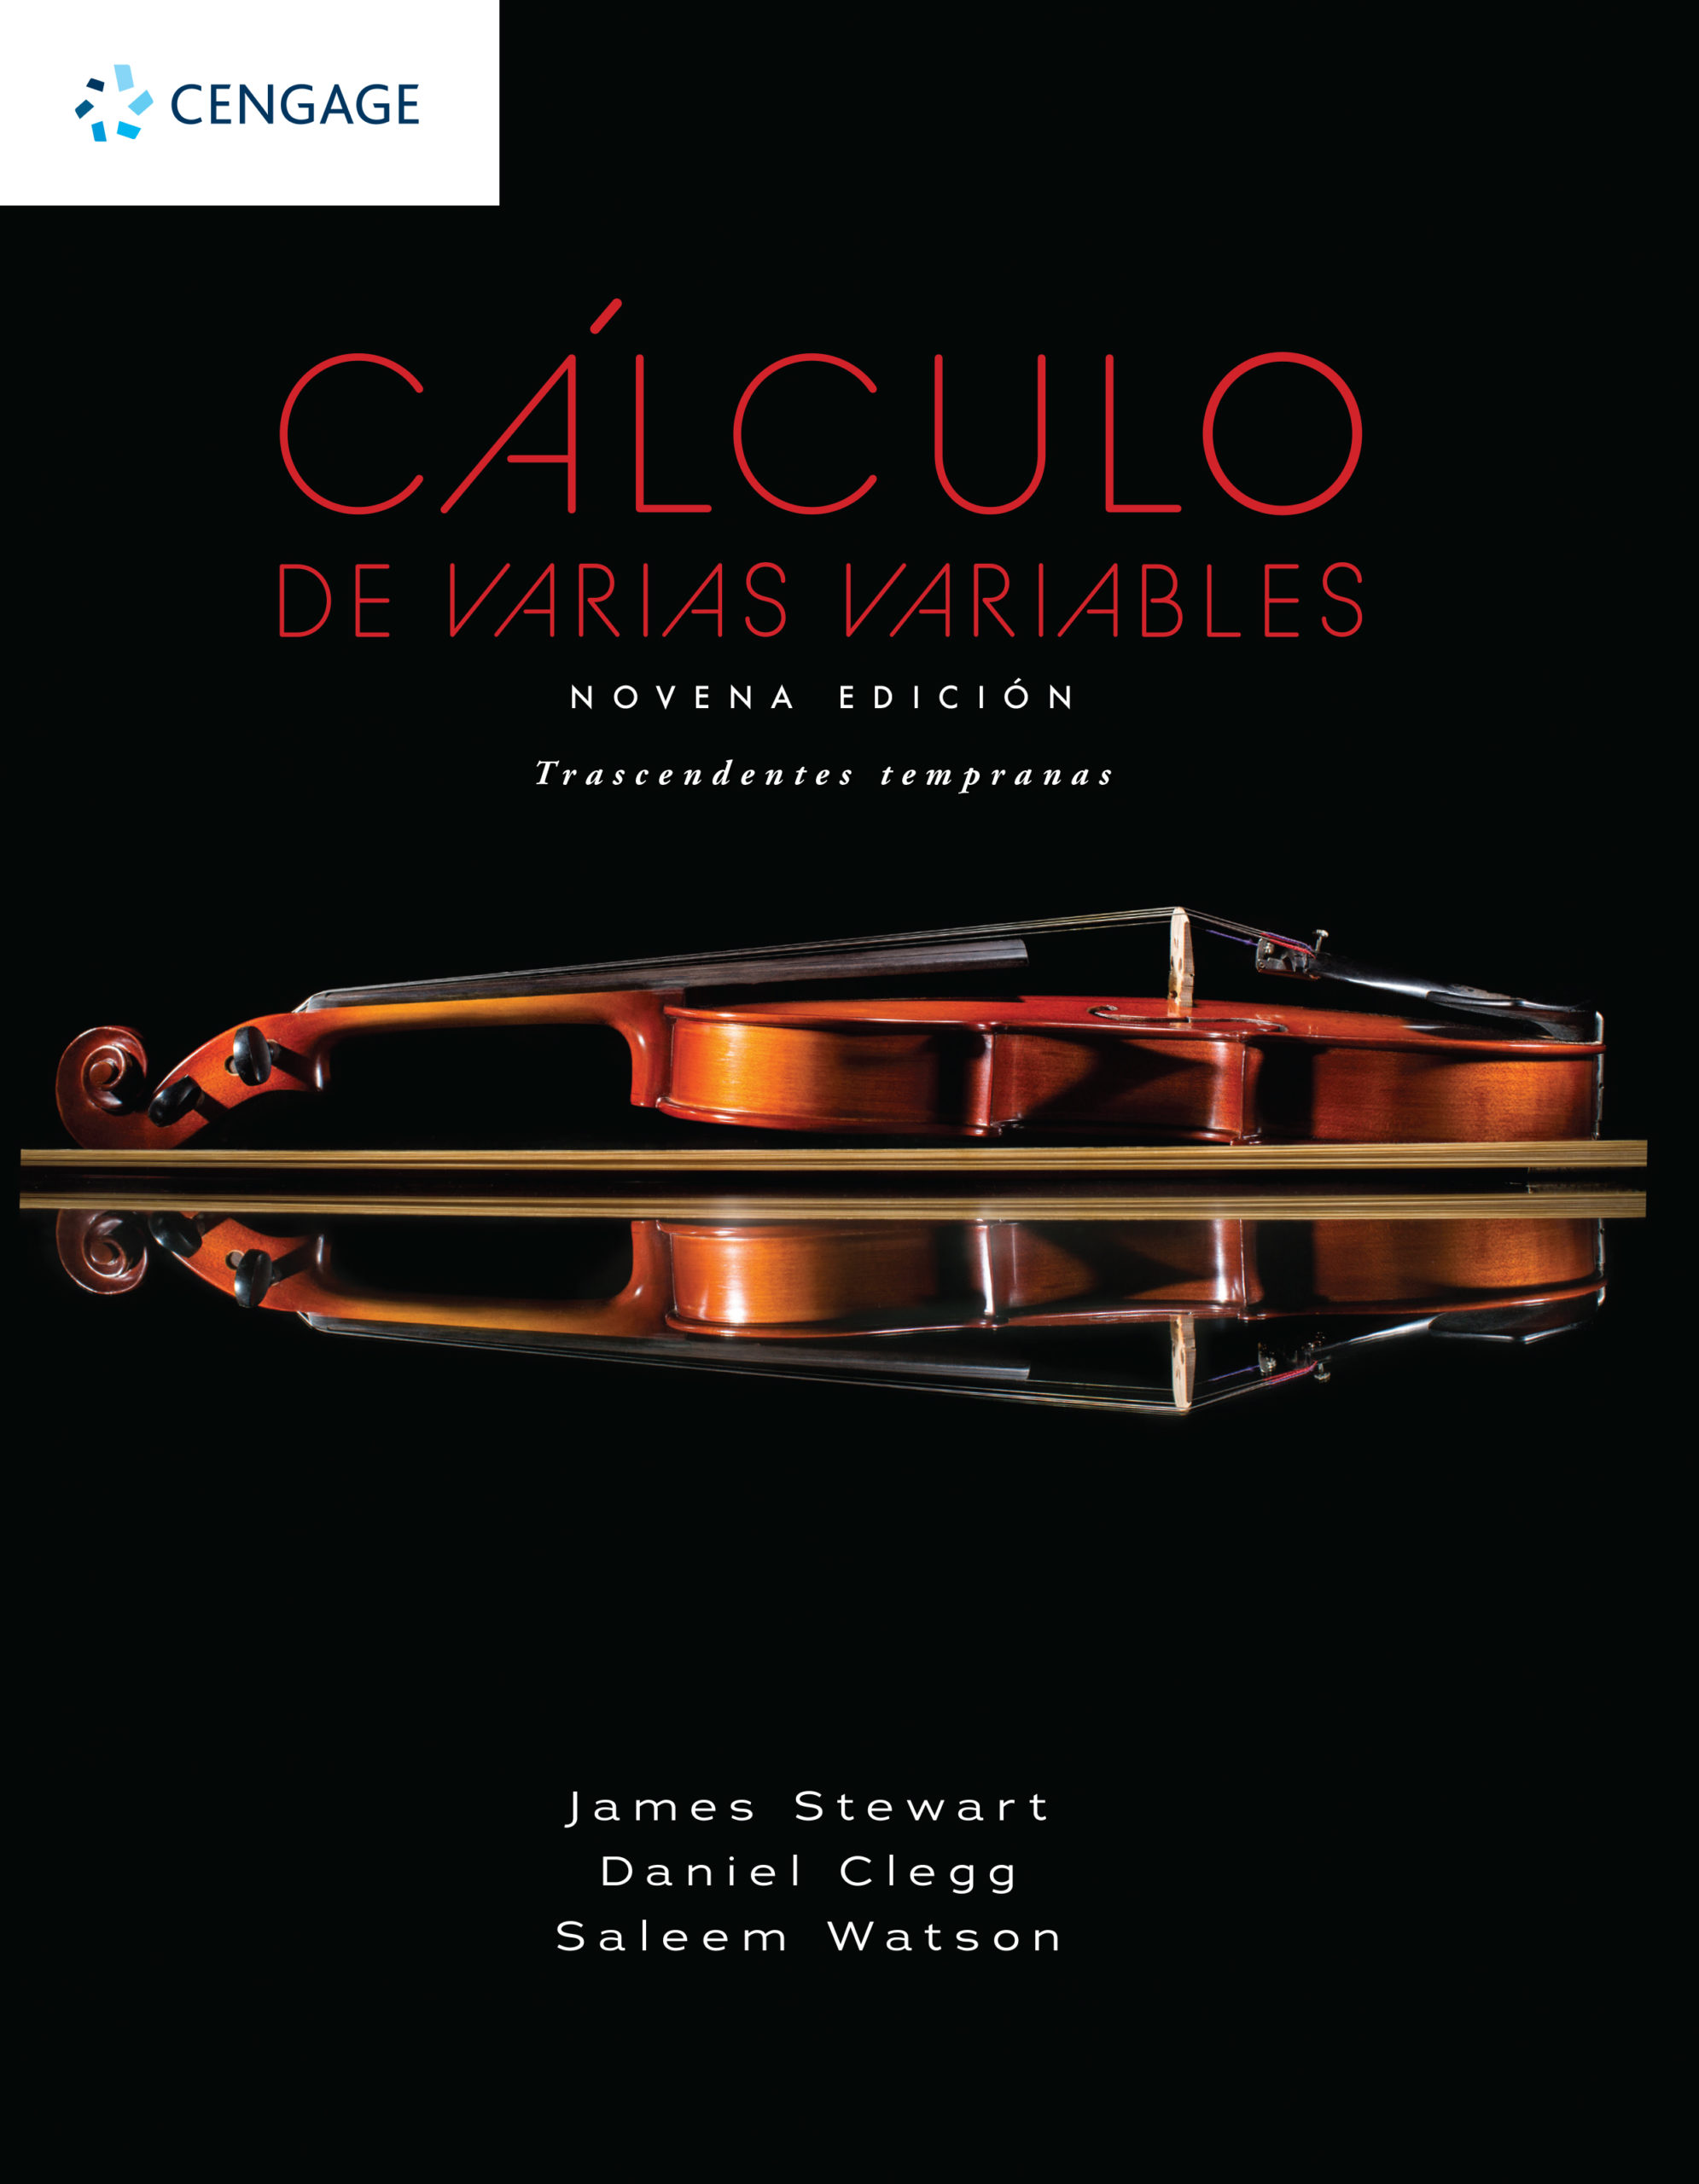 CENGAGE
CÁLCULO
DE VARIAS VARIABLES
NOVENA EDICIÓN
Trascendentes tempranas
James Stewart
Daniel Clegg
Saleem Watson